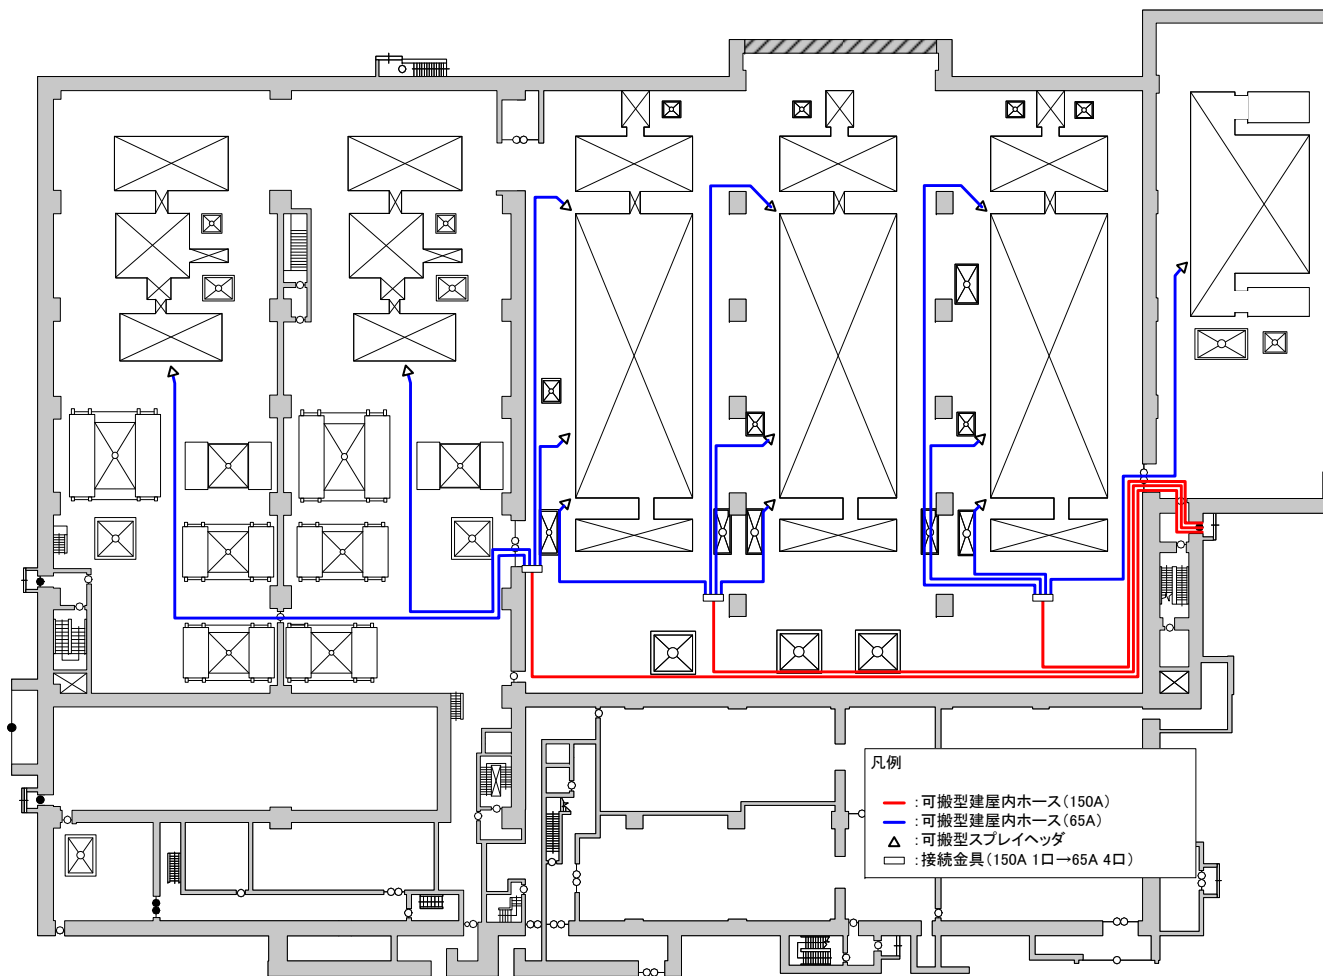 凡例
：可搬型建屋内ホース(150A)
：可搬型建屋内ホース(65A)
：可搬型スプレイヘッダ
：接続金具(150A 1口→65A 4口)